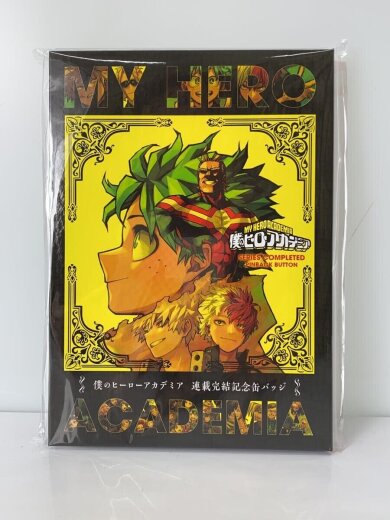 MY HERO
MY HERO ACADEMIA
僕のヒーローアカデミア
SERIES COMPLETED
PINBACK BUTTON
僕のヒーローアカデミア 連載完結記念缶バッジ
ACADEMIA